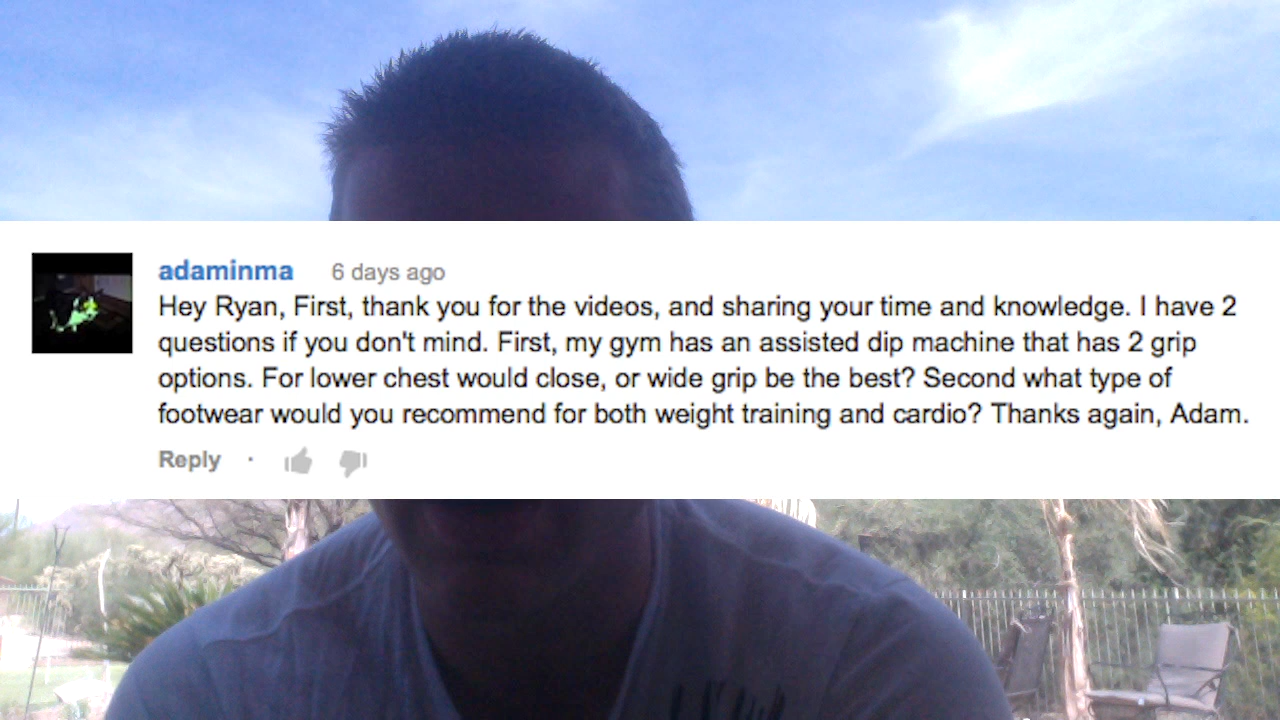 adaminma 6 days ago
Hey Ryan, First, thank you for the videos, and sharing your time and knowledge. I have 2
questions if you don't mind. First, my gym has an assisted dip machine that has 2 grip
options. For lower chest would close, or wide grip be the best? Second what type of
footwear would you recommend for both weight training and cardio? Thanks again, Adam.
Reply ·